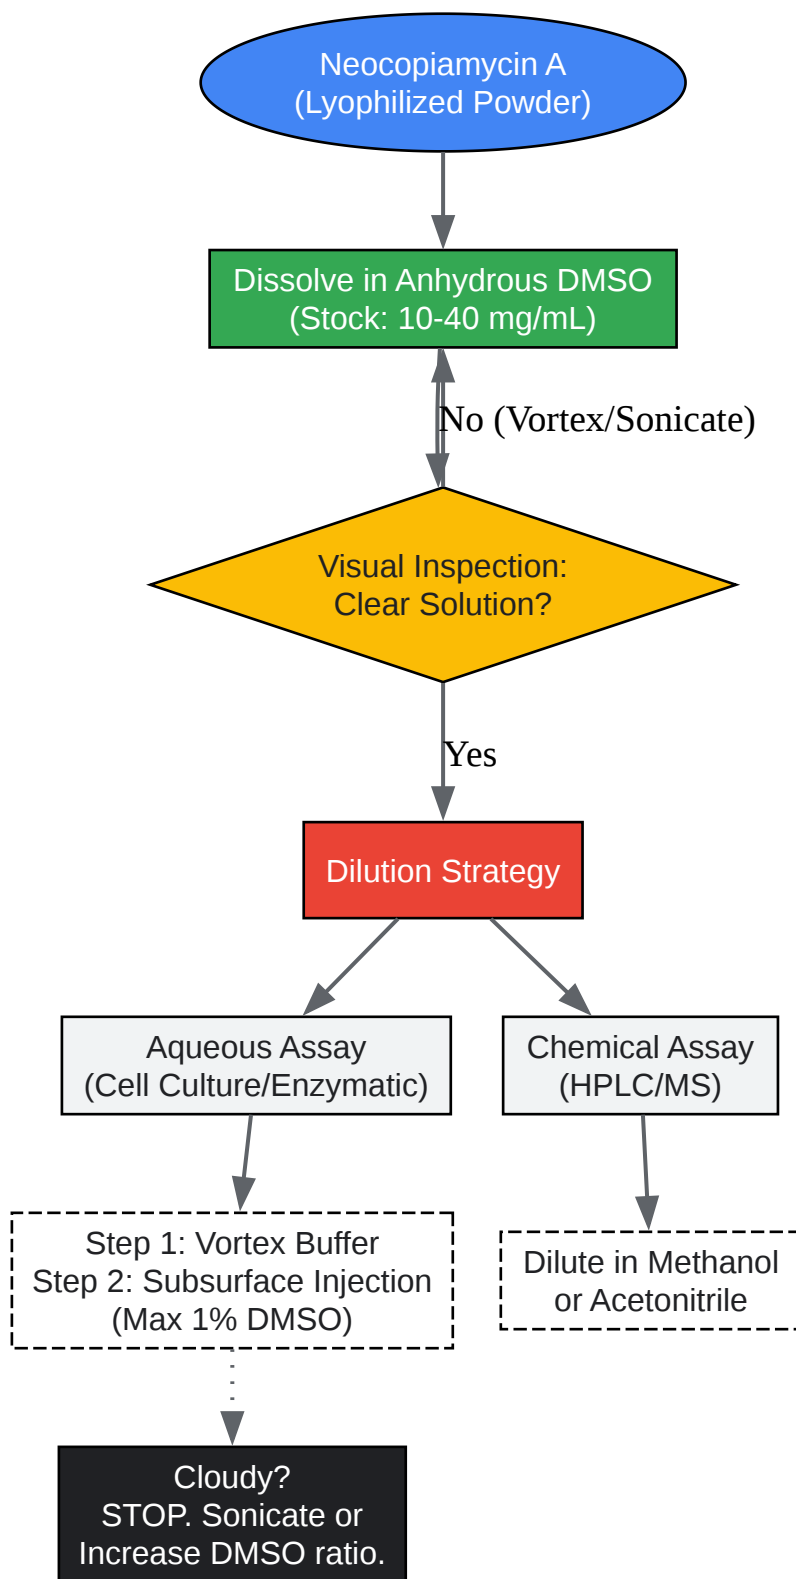 Neocopiamycin A
(Lyophilized Powder)
Dissolve in Anhydrous DMSO
(Stock: 10-40 mg/mL)
No (Vortex/Sonicate)
Visual Inspection:
Clear Solution?
Yes
Dilution Strategy
Aqueous Assay
(Cell Culture/Enzymatic)
Chemical Assay
(HPLC/MS)
Step 1: Vortex Buffer
Step 2: Subsurface Injection
(Max 1% DMSO)
Dilute in Methanol
or Acetonitrile
Cloudy?
STOP. Sonicate or
Increase DMSO ratio.